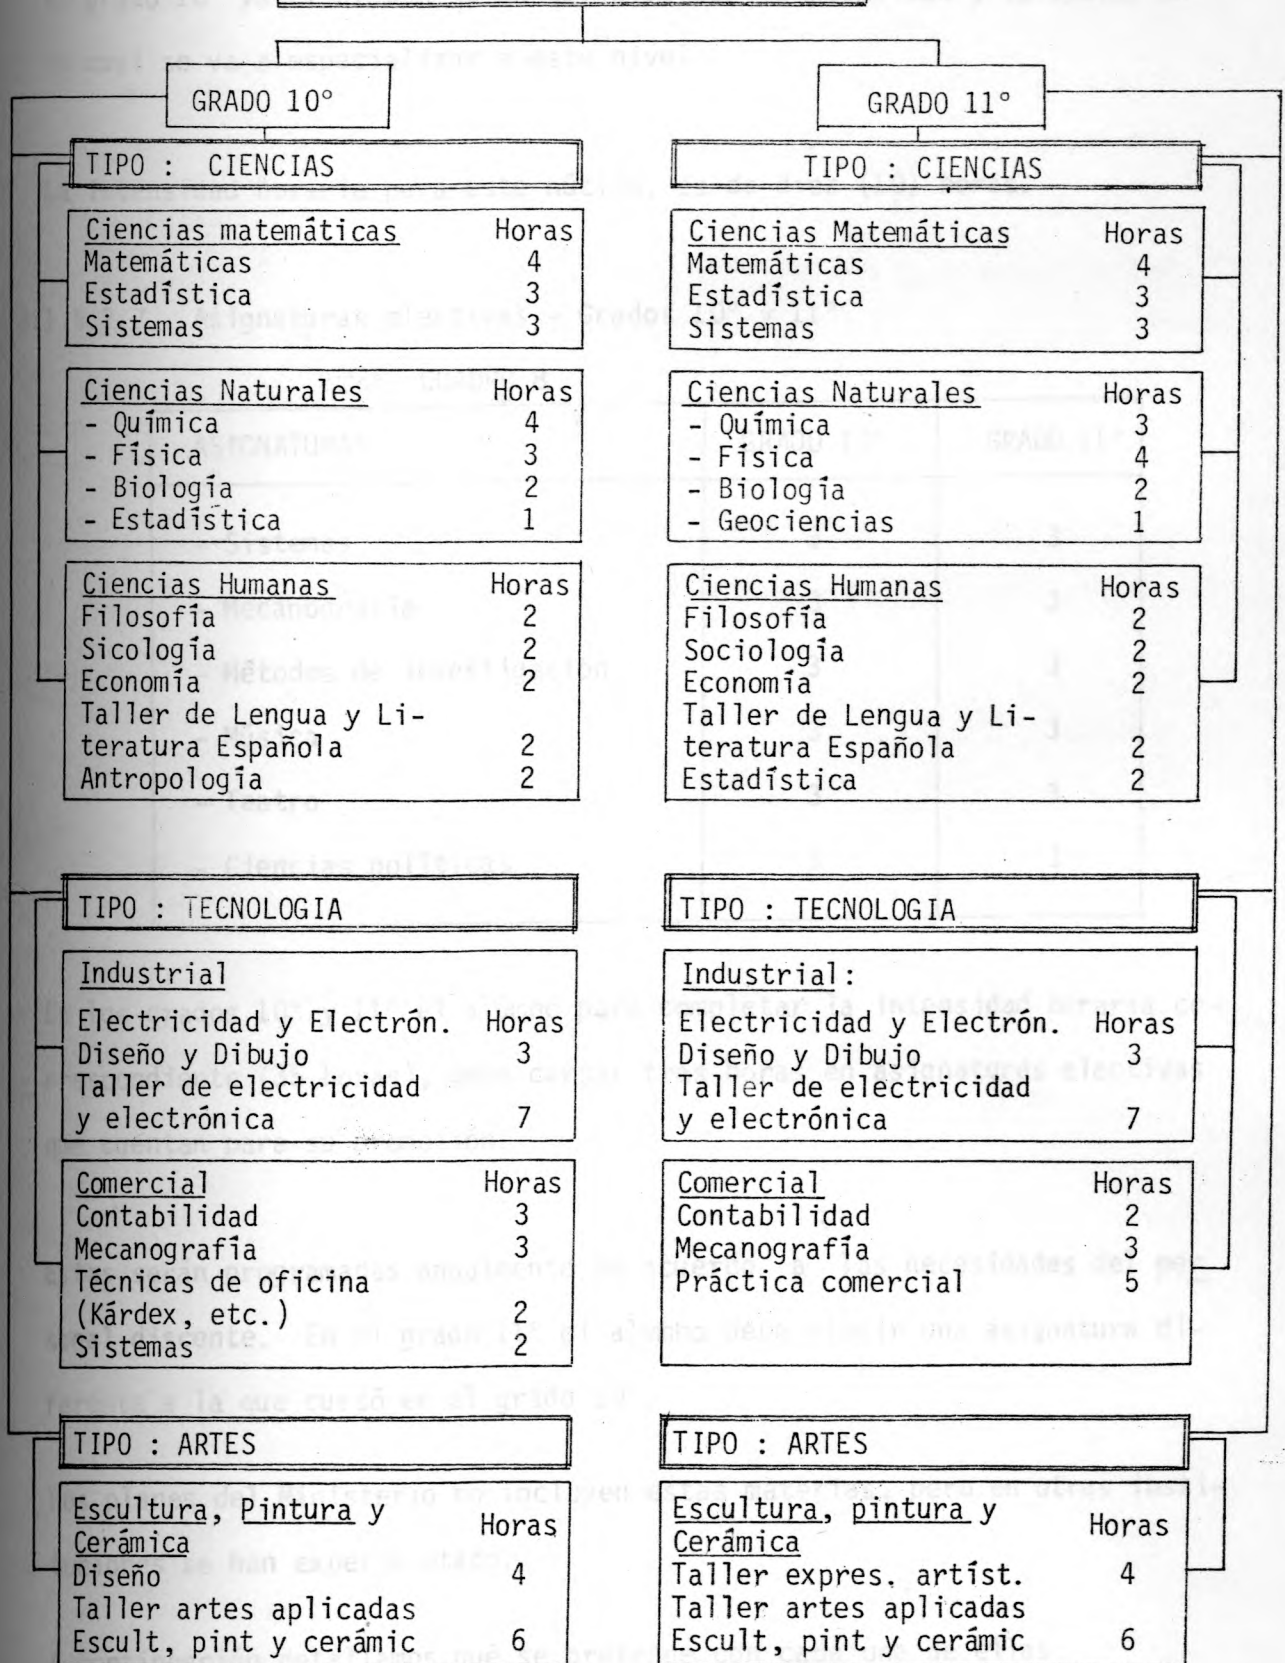 GRADO 10°
TIPO : CIENCIAS
Ciencias matemáticas Horas
Matemáticas 4
Estadística 3
Sistemas 3
Ciencias Naturales Horas
- Química 4
- Física 3
- Biología 2
- Estadística 1
Ciencias Humanas Horas
Filosofía 2
Sicología 2
Economía 2
Taller de Lengua y Li-
teratura Española 2
Antropología 2
TIPO : TECNOLOGIA
Industrial
Electricidad y Electrón. Horas
Diseño y Dibujo 3
Taller de electricidad
y electrónica 7
Comercial Horas
Contabilidad 3
Mecanografía 3
Técnicas de oficina
(Kárdex, etc.) 2
Sistemas 2
TIPO : ARTES
Escultura, Pintura y
Cerámica Horas
Diseño 4
Taller artes aplicadas
Escult, pint y cerámic 6
GRADO 11°
TIPO : CIENCIAS
Ciencias Matemáticas Horas
Matemáticas 4
Estadística 3
Sistemas 3
Ciencias Naturales Horas
- Química 3
- Física 4
- Biología 2
- Geociencias 1
Ciencias Humanas Horas
Filosofía 2
Sociología 2
Economía 2
Taller de Lengua y Li-
teratura Española 2
Estadística 2
TIPO : TECNOLOGIA
Industrial:
Electricidad y Electrón. Horas
Diseño y Dibujo 3
Taller de electricidad
y electrónica 7
Comercial Horas
Contabilidad 2
Mecanografía 3
Práctica comercial 5
TIPO : ARTES
Escultura, pintura y
Cerámica Horas
Taller expres. artíst. 4
Taller artes aplicadas
Escult, pint y cerámic 6